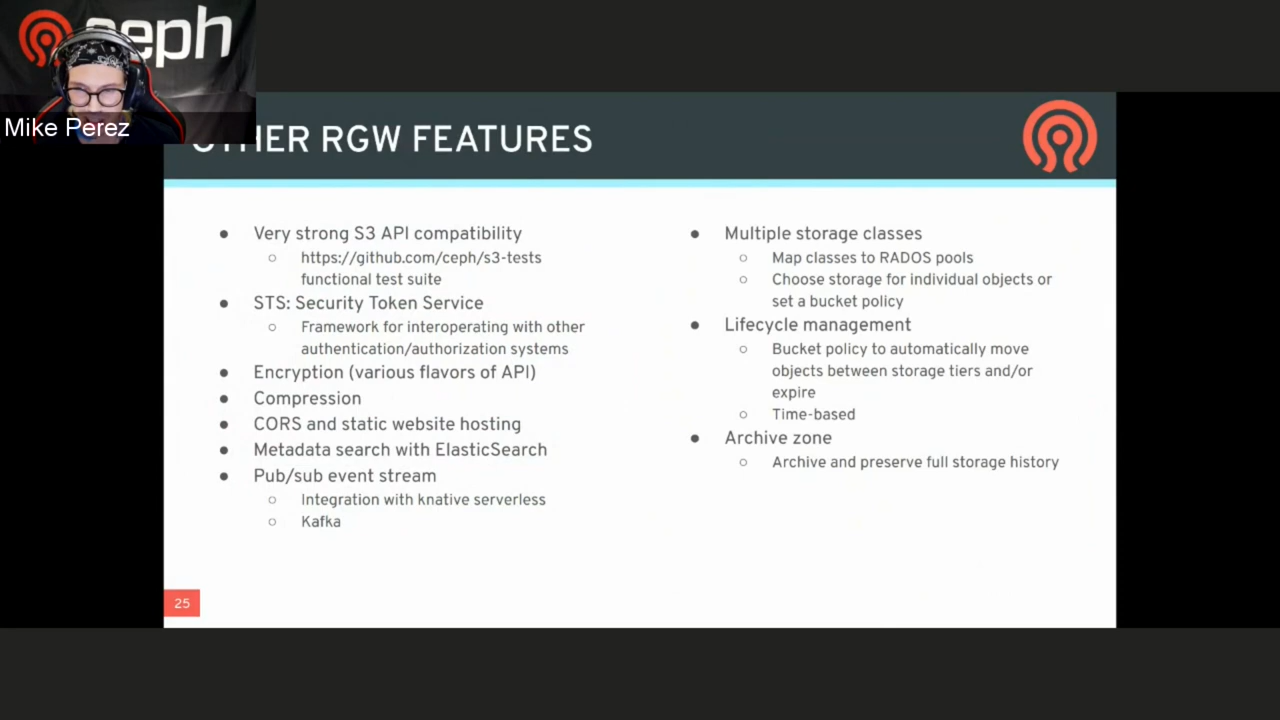 ceph
Mike Perez
OTHER RGW FEATURES
● Very strong S3 API compatibility
○ https://github.com/ceph/s3-tests
functional test suite
● STS: Security Token Service
○ Framework for interoperating with other
authentication/authorization systems
● Encryption (various flavors of API)
● Compression
● CORS and static website hosting
● Metadata search with ElasticSearch
● Pub/sub event stream
○ Integration with knative serverless
○ Kafka
● Multiple storage classes
○ Map classes to RADOS pools
○ Choose storage for individual objects or
set a bucket policy
● Lifecycle management
○ Bucket policy to automatically move
objects between storage tiers and/or
expire
○ Time-based
● Archive zone
○ Archive and preserve full storage history
25